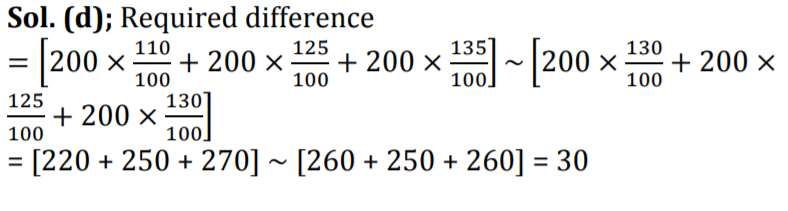 Sol. (d); Required difference
= [200 × 110/100 + 200 × 125/100 + 200 × 135/100] ~ [200 × 130/100 + 200 ×
125/100 + 200 × 130/100]
= [220 + 250 + 270] ~ [260 + 250 + 260] = 30